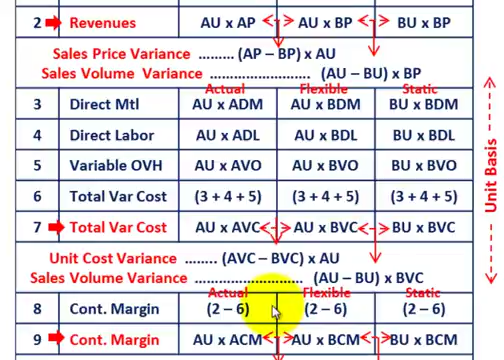 2 Revenues AU x AP AU x BP BU x BP
Sales Price Variance ......... (AP – BP) x AU
Sales Volume Variance ......................... (AU – BU) x BP
Actual Flexible Static
3 Direct Mtl AU x ADM AU x BDM BU x BDM
4 Direct Labor AU x ADL AU x BDL BU x BDL
5 Variable OVH AU x AVO AU x BVO BU x BVO
6 Total Var Cost (3 + 4 + 5) (3 + 4 + 5) (3 + 4 + 5)
7 Total Var Cost AU x AVC AU x BVC BU x BVC
Unit Cost Variance ........ (AVC – BVC) x AU
Sales Volume Variance ........................... (AU – BU) x BVC
Actual Flexible Static
8 Cont. Margin (2 – 6) (2 – 6) (2 – 6)
9 Cont. Margin AU x ACM AU x BCM BU x BCM
Unit Basis